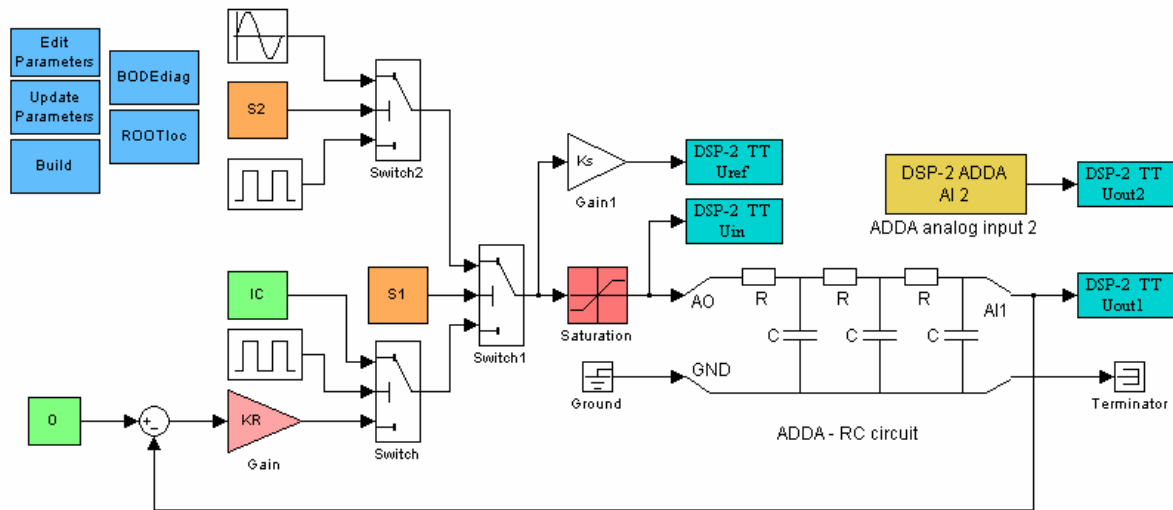 Edit
Parameters
Update
Parameters
Build
BODEdiag
ROOTloc
S2
Switch2
Ks
Gain1
DSP-2 TT
Uref
DSP-2 TT
Uin
DSP-2 ADDA
AI 2
ADDA analog input 2
DSP-2 TT
Uout2
IC
S1
Switch1
Saturation
AO
R
R
R
C
C
C
AI1
DSP-2 TT
Uout1
GND
Ground
Terminator
ADDA - RC circuit
0
+
-
KR
Gain
Switch